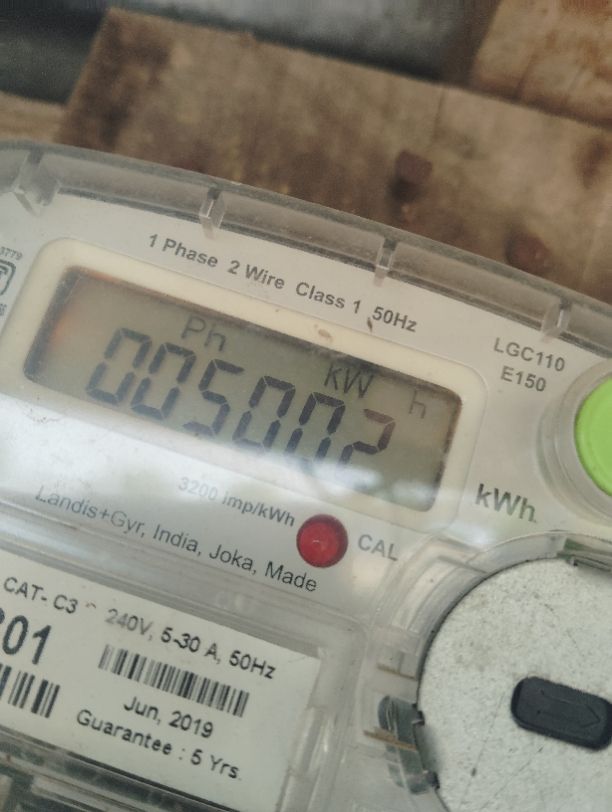 1 Phase 2 Wire Class 1 50Hz
LGC110
E150
Ph
kW h
005002
kWh
3200 imp/kWh
CAL
Landis+Gyr, India, Joka, Made
CAT- C3
240V, 5-30 A, 50Hz
01
Jun, 2019
Guarantee : 5 Yrs.